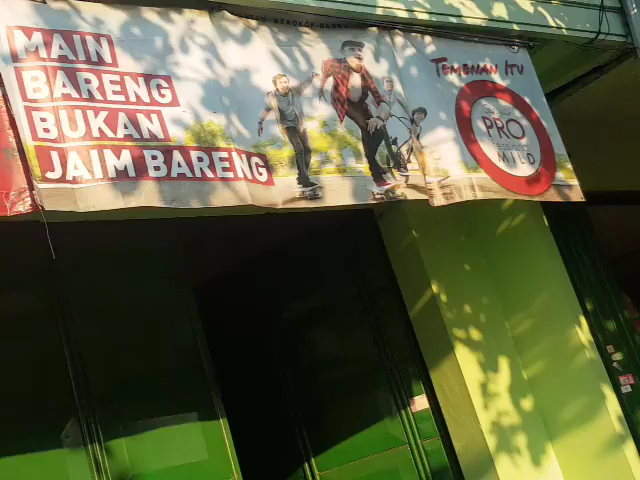 MAIN
BARENG
BUKAN
JAIM BARENG
TEMENAN ITU
PRO
MILD